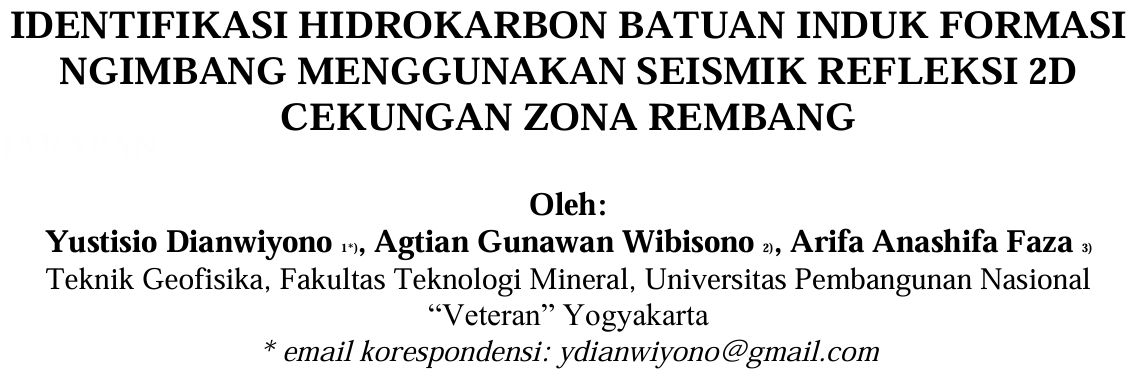 IDENTIFIKASI HIDROKARBON BATUAN INDUK FORMASI
NGIMBANG MENGGUNAKAN SEISMIK REFLEKSI 2D
CEKUNGAN ZONA REMBANG
Oleh:
Yustisio Dianwiyono 1*), Agtian Gunawan Wibisono 2), Arifa Anashifa Faza 3)
Teknik Geofisika, Fakultas Teknologi Mineral, Universitas Pembangunan Nasional
“Veteran” Yogyakarta
* email korespondensi: ydianwiyono@gmail.com